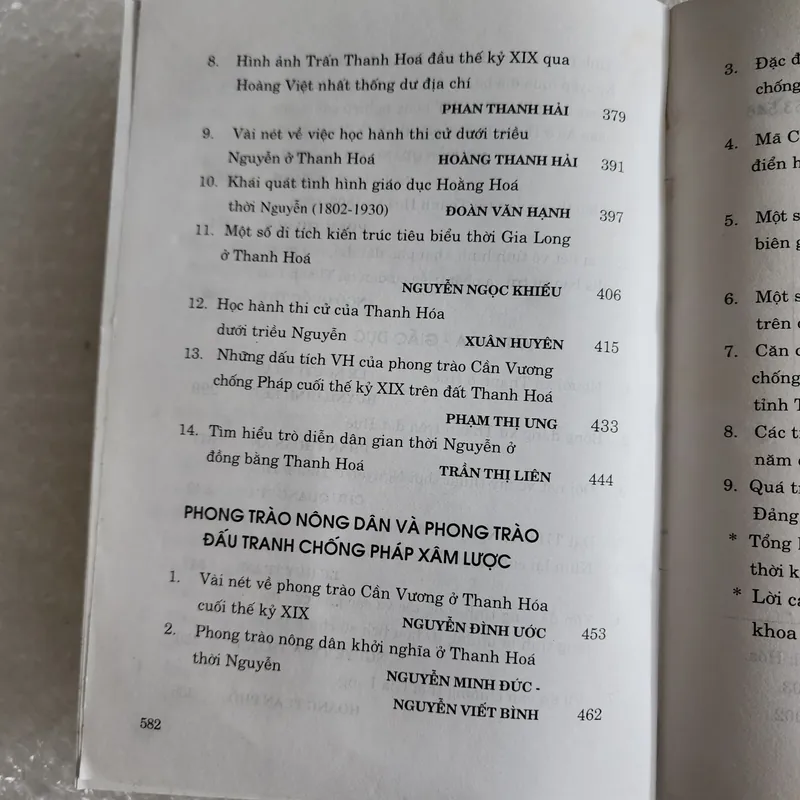 8. Hình ảnh Trấn Thanh Hoá đầu thế kỷ XIX qua
Hoàng Việt nhất thống dư địa chí
PHAN THANH HẢI 379
9. Vài nét về việc học hành thi cử dưới triều
Nguyễn ở Thanh Hoá HOÀNG THANH HẢI 391
10. Khái quát tình hình giáo dục Hoằng Hoá
thời Nguyễn (1802-1930) ĐOÀN VĂN HẠNH 397
11. Một số di tích kiến trúc tiêu biểu thời Gia Long
ở Thanh Hoá
NGUYỄN NGỌC KHIẾU 406
12. Học hành thi cử của Thanh Hóa
dưới triều Nguyễn XUÂN HUYÊN 415
13. Những dấu tích VH của phong trào Cần Vương
chống Pháp cuối thế kỷ XIX trên đất Thanh Hoá
PHẠM THỊ ƯNG 433
14. Tìm hiểu trò diễn dân gian thời Nguyễn ở
đồng bằng Thanh Hoá TRẦN THỊ LIÊN 444
PHONG TRÀO NÔNG DÂN VÀ PHONG TRÀO
ĐẤU TRANH CHỐNG PHÁP XÂM LƯỢC
1. Vài nét về phong trào Cần Vương ở Thanh Hóa
cuối thế kỷ XIX NGUYỄN ĐÌNH ƯỚC 453
2. Phong trào nông dân khởi nghĩa ở Thanh Hoá
thời Nguyễn
NGUYỄN MINH ĐỨC -
NGUYỄN VIẾT BÌNH 462
582
3. Đặc đ
chống
4. Mã C
điển h
5. Một s
biên g
6. Một s
trên c
7. Căn c
chống
tỉnh T
8. Các t
năm
9. Quá t
Đảng
* Tổng
thời k
* Lời c
khoa